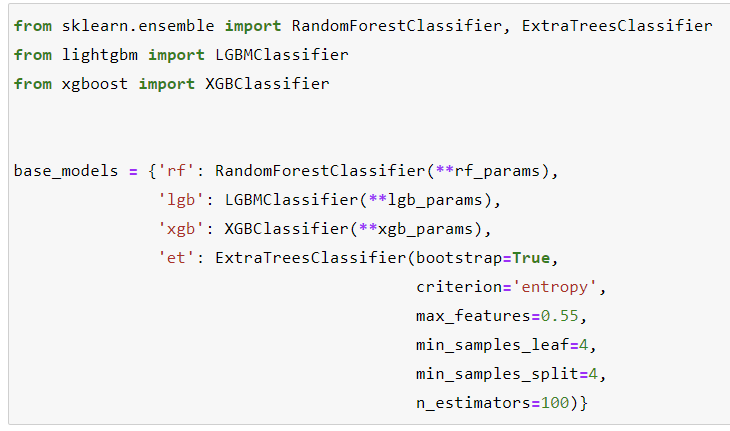 from sklearn.ensemble import RandomForestClassifier, ExtraTreesClassifier
from lightgbm import LGBMClassifier
from xgboost import XGBClassifier
base_models = {'rf': RandomForestClassifier(**rf_params),
'lgb': LGBMClassifier(**lgb_params),
'xgb': XGBClassifier(**xgb_params),
'et': ExtraTreesClassifier(bootstrap=True,
criterion='entropy',
max_features=0.55,
min_samples_leaf=4,
min_samples_split=4,
n_estimators=100)}